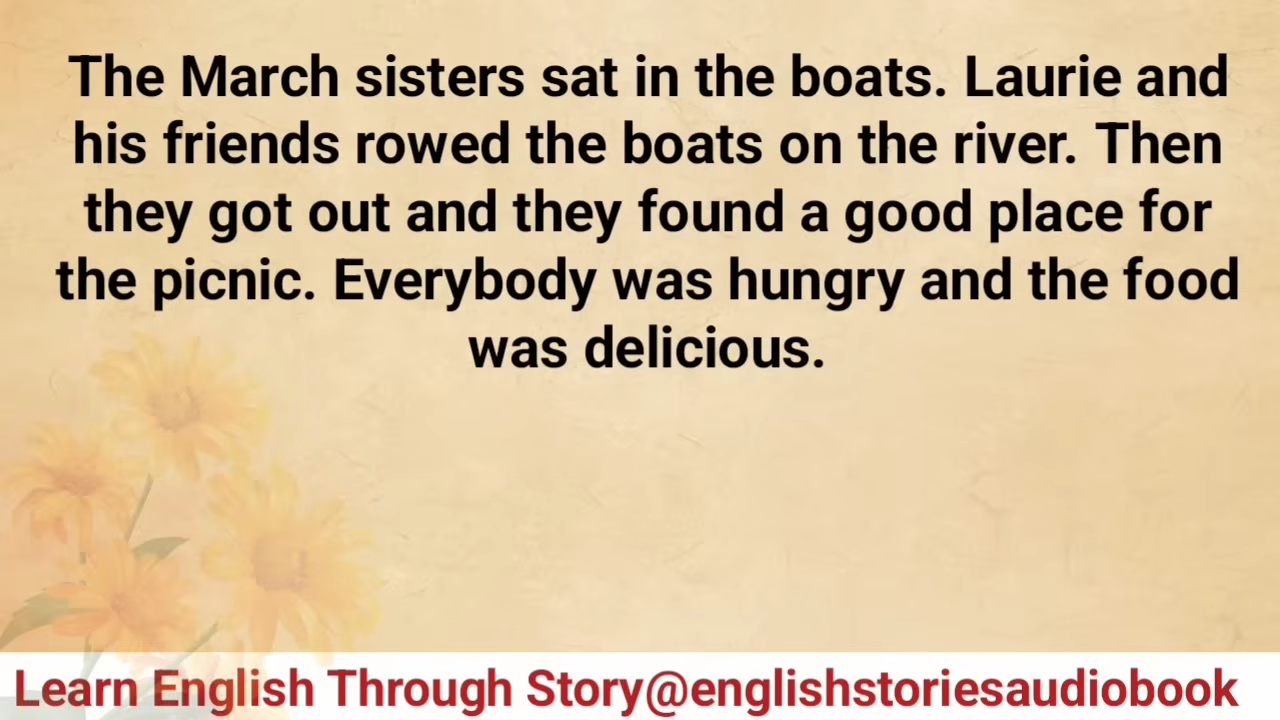 The March sisters sat in the boats. Laurie and
his friends rowed the boats on the river. Then
they got out and they found a good place for
the picnic. Everybody was hungry and the food
was delicious.
Learn English Through Story@englishstoriesaudiobook